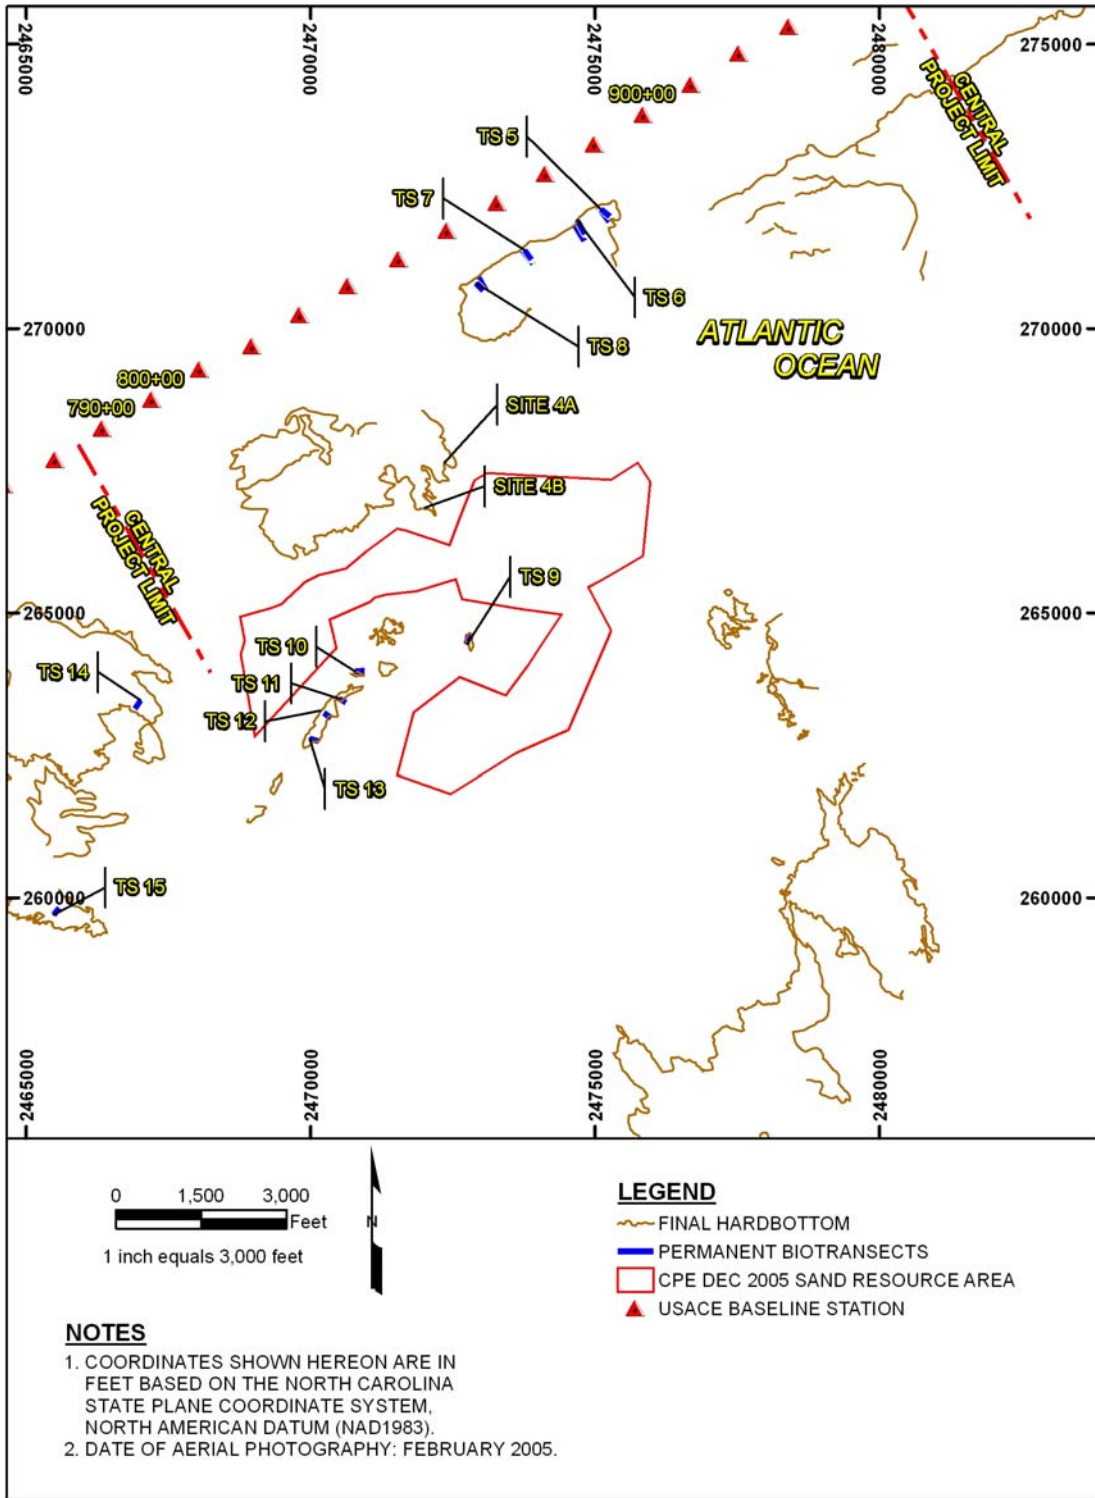 2465000
2470000
2475000
2480000
275000
275000
CENTRAL
PROJECT LIMIT
900+00
TS 5
TS 7
TS 6
270000
270000
TS 8
ATLANTIC
OCEAN
800+00
790+00
SITE 4A
SITE 4B
CENTRAL
PROJECT LIMIT
TS 9
265000
265000
TS 10
TS 14
TS 11
TS 12
TS 13
TS 15
260000
260000
2465000
2470000
2475000
2480000
0 1,500 3,000
Feet
1 inch equals 3,000 feet
N
LEGEND
FINAL HARDBOTTOM
PERMANENT BIOTRANSECTS
CPE DEC 2005 SAND RESOURCE AREA
USACE BASELINE STATION
NOTES
1. COORDINATES SHOWN HEREON ARE IN
FEET BASED ON THE NORTH CAROLINA
STATE PLANE COORDINATE SYSTEM,
NORTH AMERICAN DATUM (NAD1983).
2. DATE OF AERIAL PHOTOGRAPHY: FEBRUARY 2005.